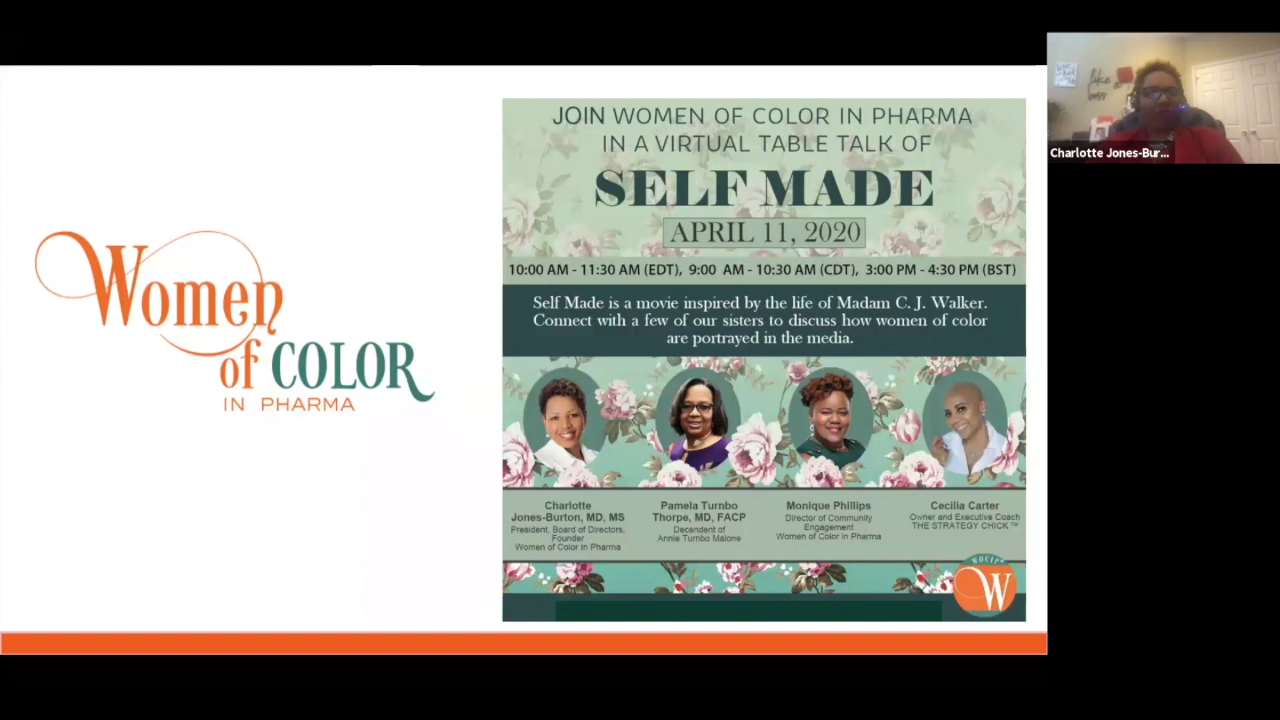 Women
of COLOR
IN PHARMA
JOIN WOMEN OF COLOR IN PHARMA
IN A VIRTUAL TABLE TALK OF
SELF MADE
APRIL 11, 2020
10:00 AM - 11:30 AM (EDT), 9:00 AM - 10:30 AM (CDT), 3:00 PM - 4:30 PM (BST)
Self Made is a movie inspired by the life of Madam C. J. Walker.
Connect with a few of our sisters to discuss how women of color
are portrayed in the media.
Charlotte
Jones-Burton, MD, MS
President, Board of Directors,
Founder
Women of Color in Pharma
Pamela Turnbo
Thorpe, MD, FACP
Decendent of
Annie Turnbo Malone
Monique Phillips
Director of Community
Engagement
Women of Color in Pharma
Cecilia Carter
Owner and Executive Coach
THE STRATEGY CHICK™
WOCIP
W
Charlotte Jones-Bur...